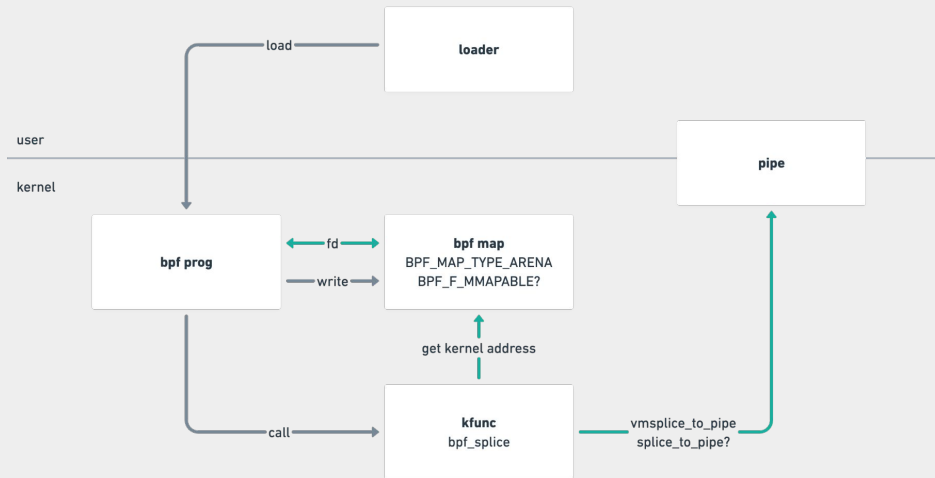 loader
load
user
pipe
kernel
bpf prog
fd
write
bpf map
BPF_MAP_TYPE_ARENA
BPF_F_MMAPABLE?
get kernel address
call
kfunc
bpf_splice
vmsplice_to_pipe
splice_to_pipe?